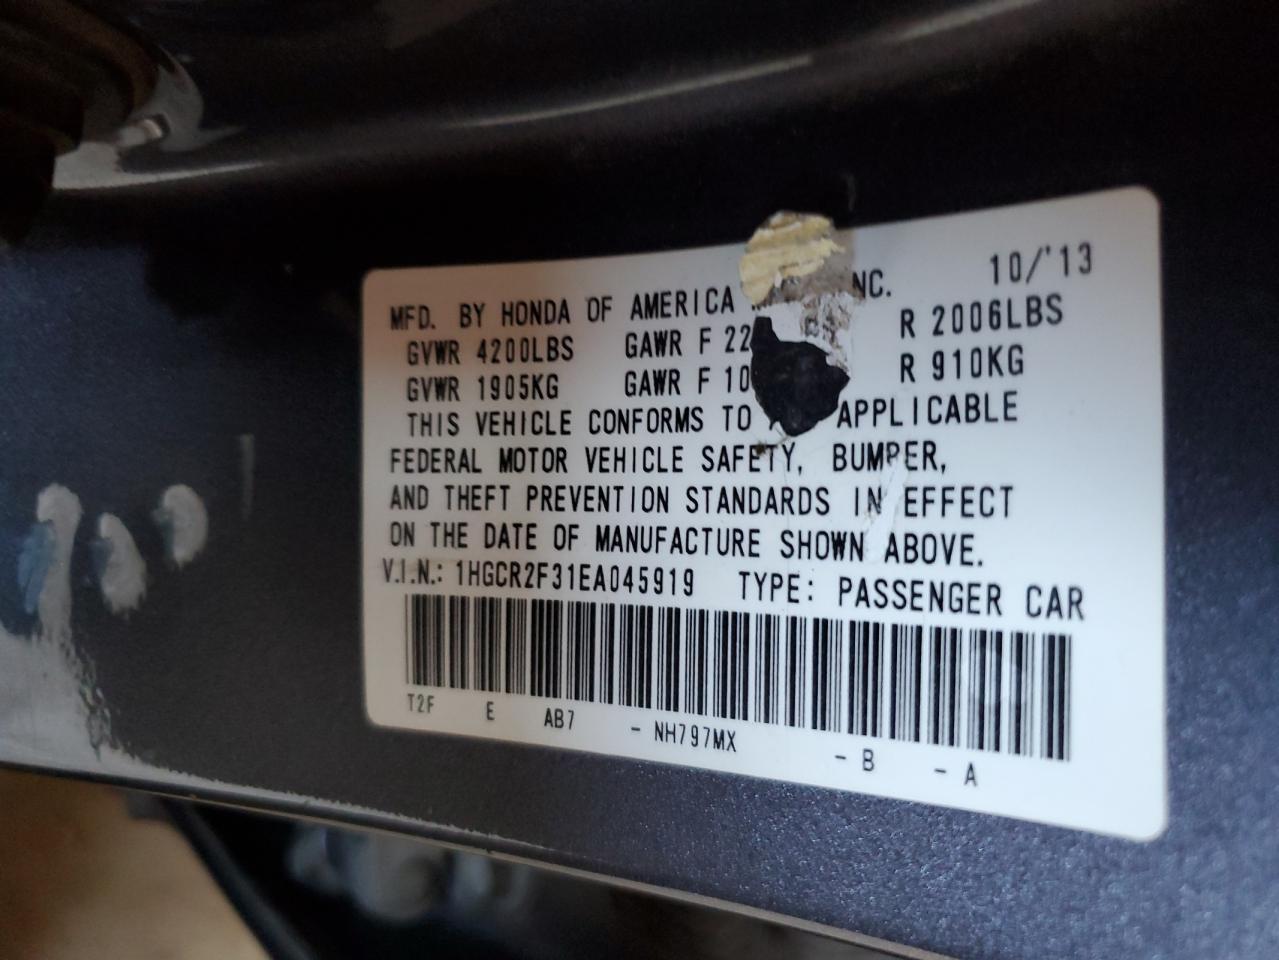 MFD. BY HONDA OF AMERICA NC. 10/'13
GVWR 4200LBS GAWR F 22 R 2006LBS
GVWR 1905KG GAWR F 10 R 910KG
THIS VEHICLE CONFORMS TO APPLICABLE
FEDERAL MOTOR VEHICLE SAFETY, BUMPER,
AND THEFT PREVENTION STANDARDS IN EFFECT
ON THE DATE OF MANUFACTURE SHOWN ABOVE.
V.I.N.: 1HGCR2F31EA045919 TYPE: PASSENGER CAR
T2F E AB7 - NH797MX - B - A